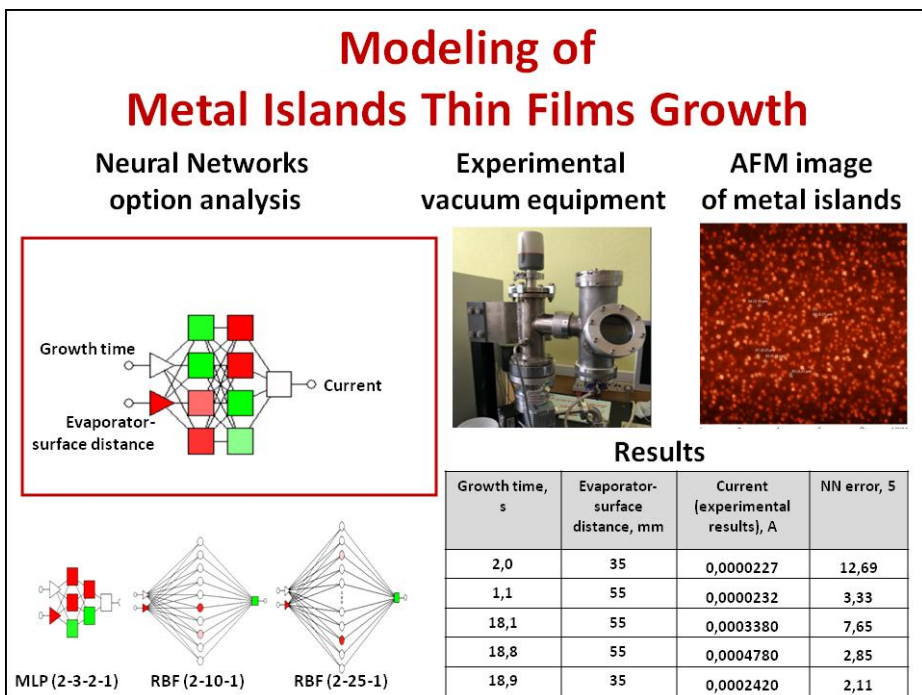 Modeling of
Metal Islands Thin Films Growth
Neural Networks
option analysis
Growth time
Evaporator-
surface distance
Current
MLP (2-3-2-1)
RBF (2-10-1)
RBF (2-25-1)
Experimental
vacuum equipment
AFM image
of metal islands
Results
Growth time, s
Evaporator-surface distance, mm
Current (experimental results), A
NN error, 5
2,0 35 0,0000227 12,69
1,1 55 0,0000232 3,33
18,1 55 0,0003380 7,65
18,8 55 0,0004780 2,85
18,9 35 0,0002420 2,11